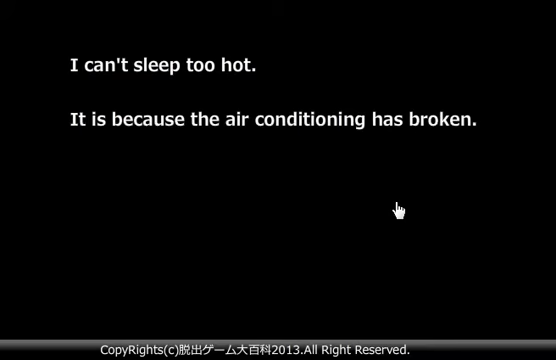 I can't sleep too hot.
It is because the air conditioning has broken.
CopyRights(c)脱出ゲーム大百科2013.All Right Reserved.